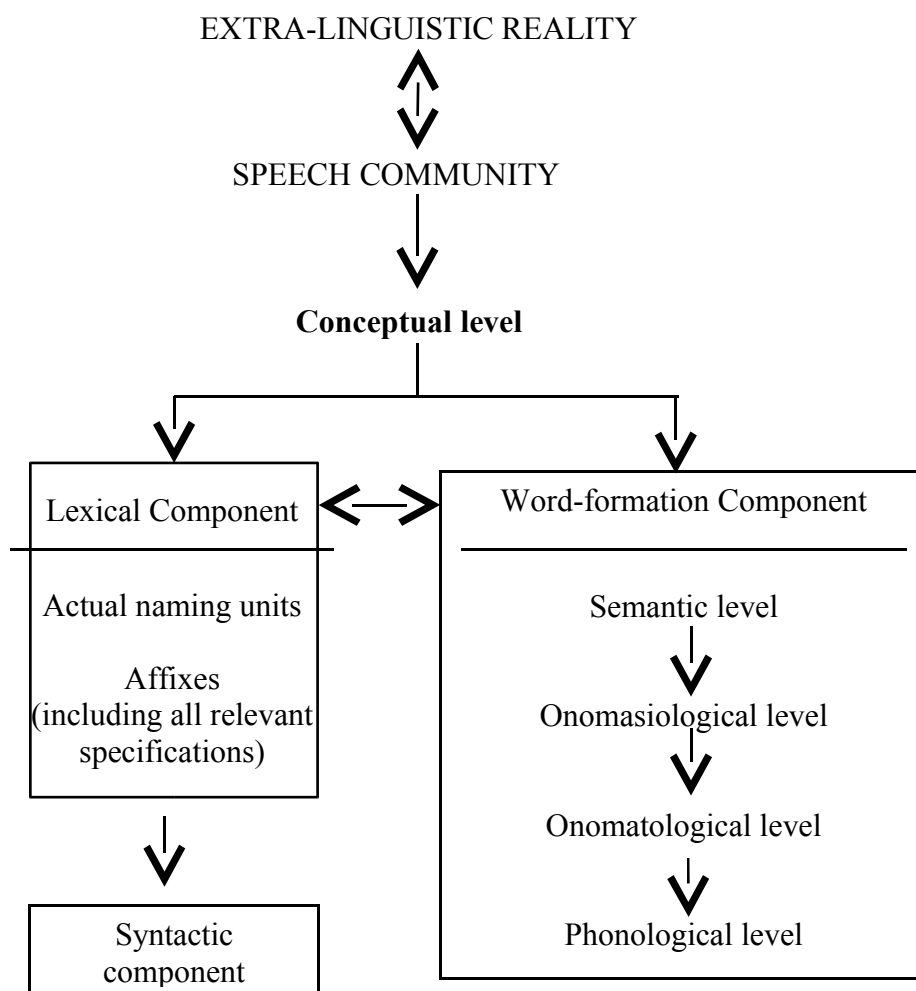 EXTRA-LINGUISTIC REALITY
SPEECH COMMUNITY
Conceptual level
Lexical Component
Actual naming units
Affixes
(including all relevant
specifications)
Syntactic
component
Word-formation Component
Semantic level
Onomasiological level
Onomatological level
Phonological level